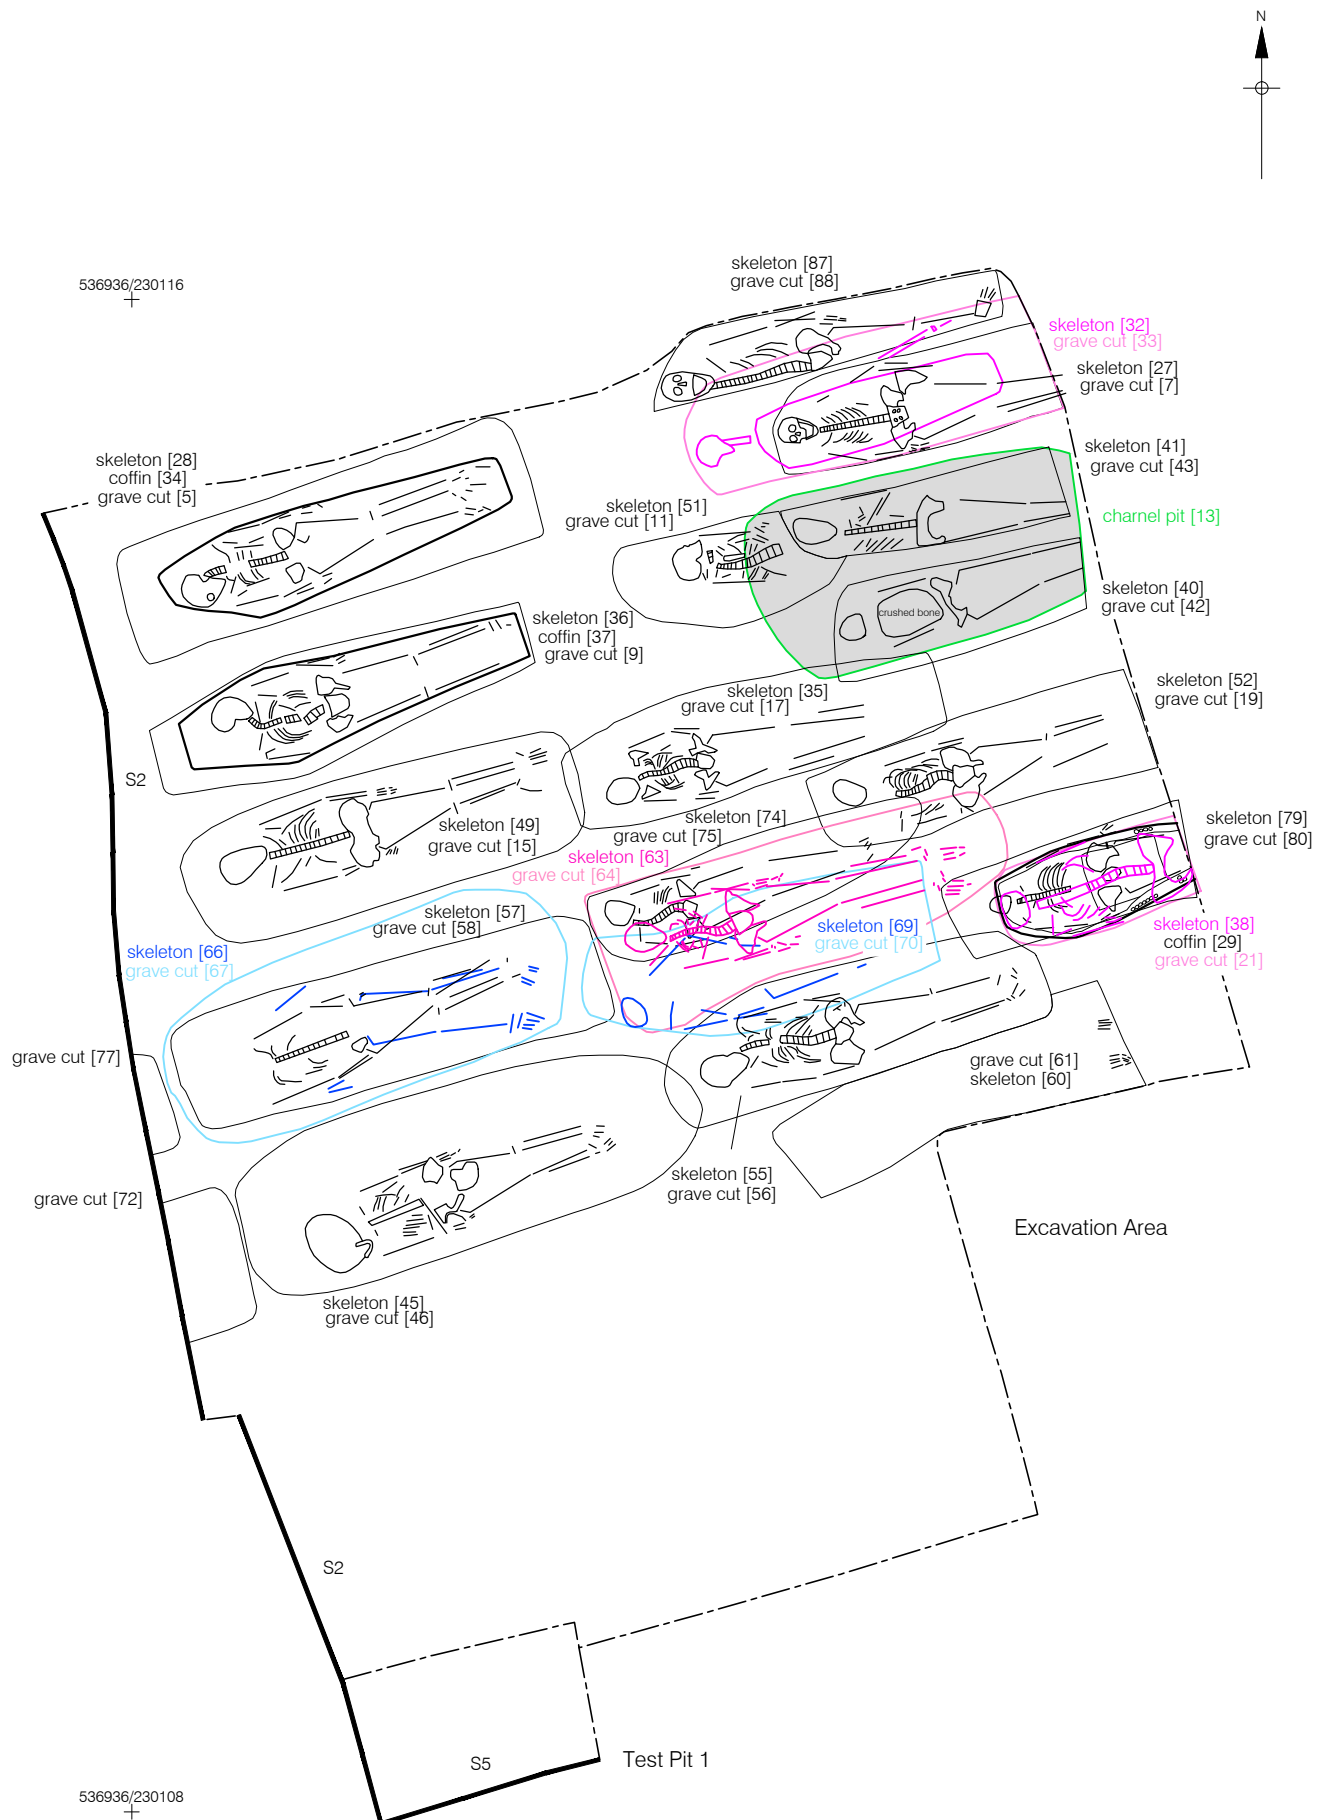 N
536936/230116
skeleton [87]
grave cut [88]
skeleton [32]
grave cut [33]
skeleton [27]
grave cut [7]
skeleton [28]
coffin [34]
grave cut [5]
skeleton [41]
grave cut [43]
skeleton [51]
grave cut [11]
charnel pit [13]
skeleton [40]
grave cut [42]
crushed bone
skeleton [36]
coffin [37]
grave cut [9]
skeleton [35]
grave cut [17]
skeleton [52]
grave cut [19]
S2
skeleton [49]
grave cut [15]
skeleton [74]
grave cut [75]
skeleton [79]
grave cut [80]
skeleton [63]
grave cut [64]
skeleton [57]
grave cut [58]
skeleton [69]
grave cut [70]
skeleton [38]
coffin [29]
grave cut [21]
skeleton [66]
grave cut [67]
grave cut [77]
grave cut [61]
skeleton [60]
skeleton [55]
grave cut [56]
grave cut [72]
Excavation Area
skeleton [45]
grave cut [46]
S2
S5
Test Pit 1
536936/230108